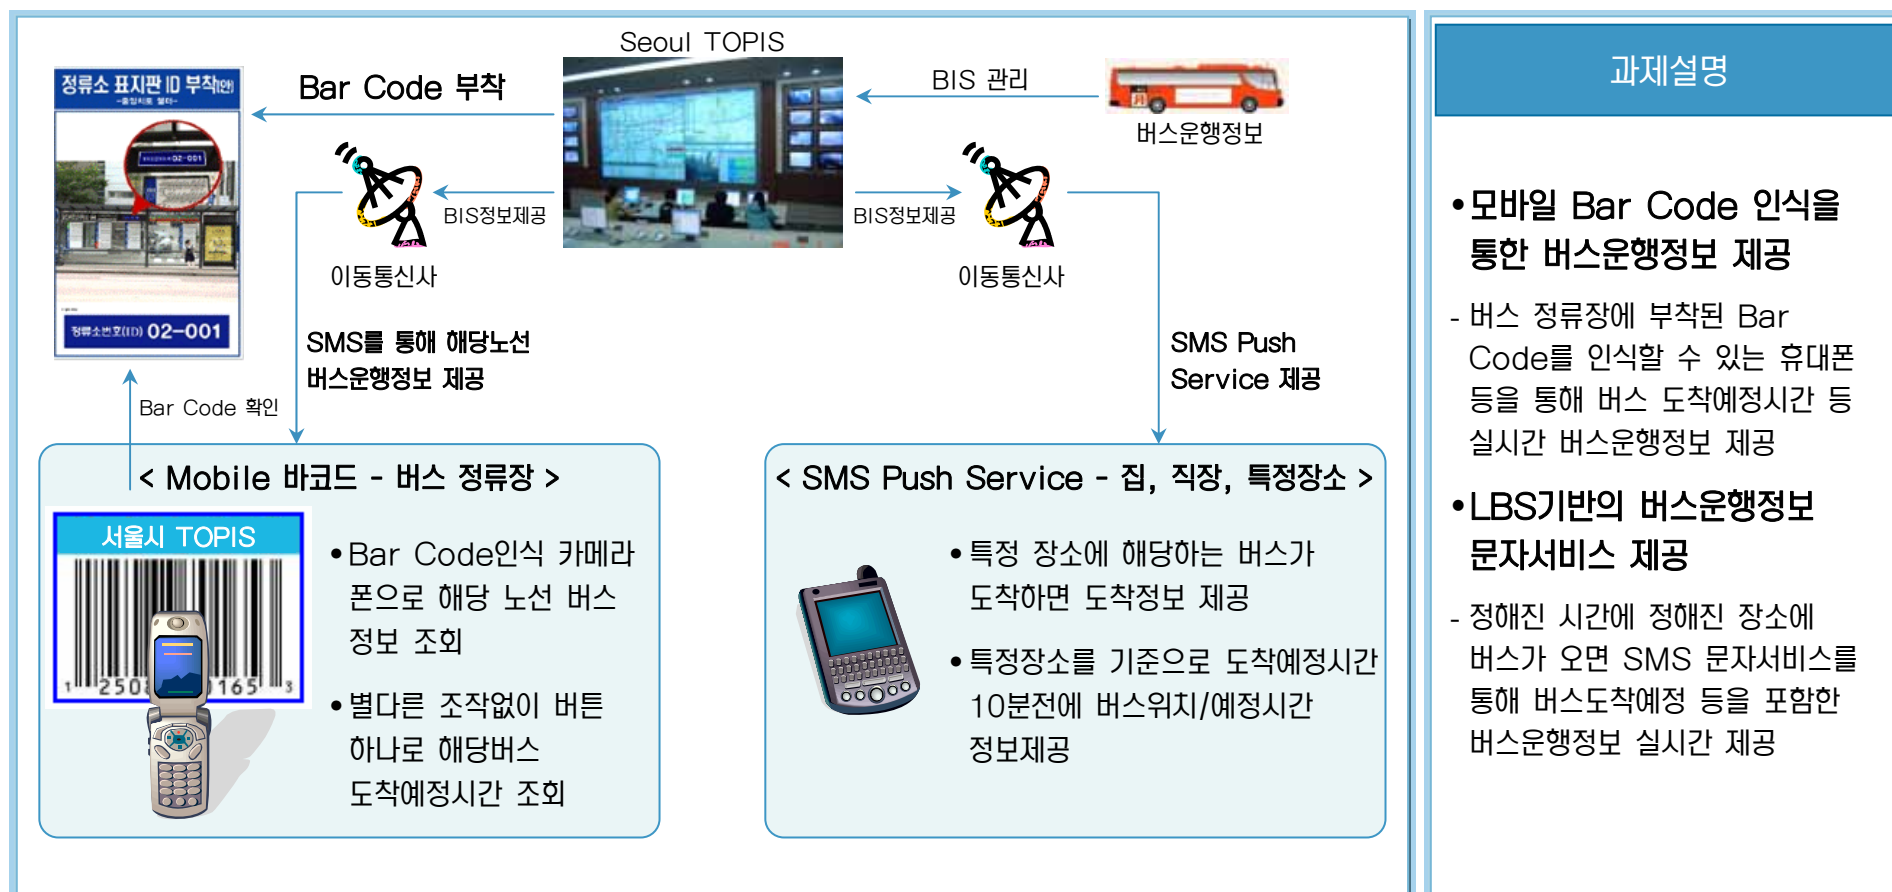 Seoul TOPIS
정류소 표지판 ID 부착(안)
-중앙차로 쉘터-
02-001
정류소번호(ID) 02-001
Bar Code 부착
BIS 관리
버스운행정보
BIS정보제공
BIS정보제공
이동통신사
이동통신사
SMS를 통해 해당노선
버스운행정보 제공
SMS Push
Service 제공
Bar Code 확인
< Mobile 바코드 - 버스 정류장 >
서울시 TOPIS
•Bar Code인식 카메라
폰으로 해당 노선 버스
정보 조회
•별다른 조작없이 버튼
하나로 해당버스
도착예정시간 조회
< SMS Push Service - 집, 직장, 특정장소 >
•특정 장소에 해당하는 버스가
도착하면 도착정보 제공
•특정장소를 기준으로 도착예정시간
10분전에 버스위치/예정시간
정보제공
과제설명
•모바일 Bar Code 인식을
통한 버스운행정보 제공
- 버스 정류장에 부착된 Bar
Code를 인식할 수 있는 휴대폰
등을 통해 버스 도착예정시간 등
실시간 버스운행정보 제공
•LBS기반의 버스운행정보
문자서비스 제공
- 정해진 시간에 정해진 장소에
버스가 오면 SMS 문자서비스를
통해 버스도착예정 등을 포함한
버스운행정보 실시간 제공